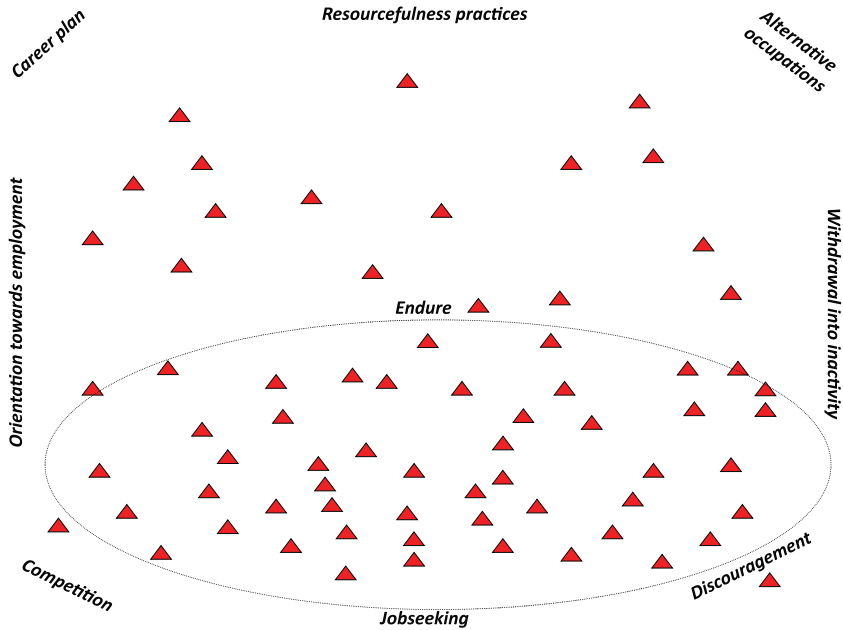 Resourcefulness practices
Career plan
Alternative
occupations
Orientation towards employment
Withdrawal into inactivity
Endure
Competition
Discouragement
Jobseeking